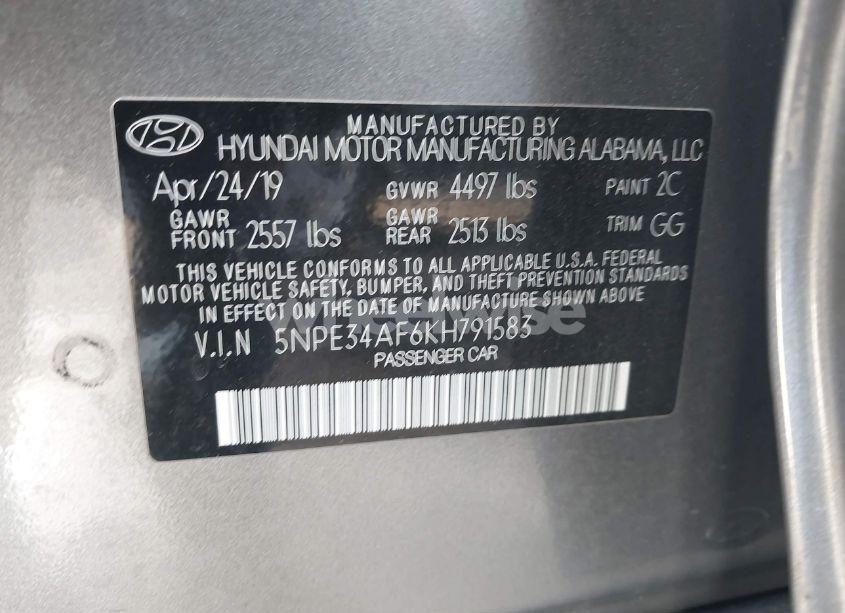 MANUFACTURED BY
HYUNDAI MOTOR MANUFACTURING ALABAMA, LLC
Apr/24/19 GVWR 4497 lbs PAINT 2C
GAWR FRONT 2557 lbs GAWR REAR 2513 lbs TRIM GG
THIS VEHICLE CONFORMS TO ALL APPLICABLE U.S.A. FEDERAL
MOTOR VEHICLE SAFETY, BUMPER, AND THEFT PREVENTION STANDARDS
IN EFFECT ON THE DATE OF MANUFACTURE SHOWN ABOVE
V.I.N 5NPE34AF6KH791583
PASSENGER CAR